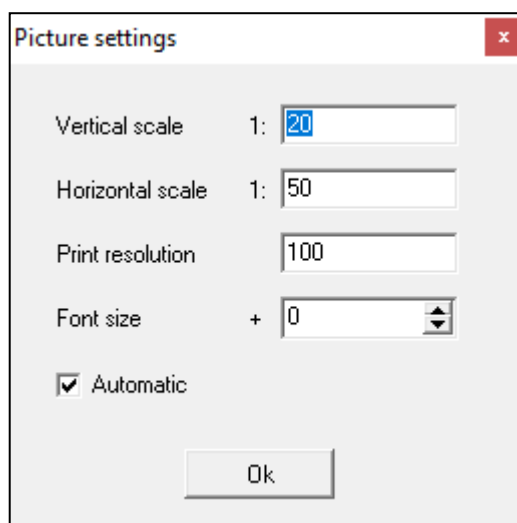 Picture settings x
Vertical scale 1: 20
Horizontal scale 1: 50
Print resolution 100
Font size + 0
Automatic
Ok